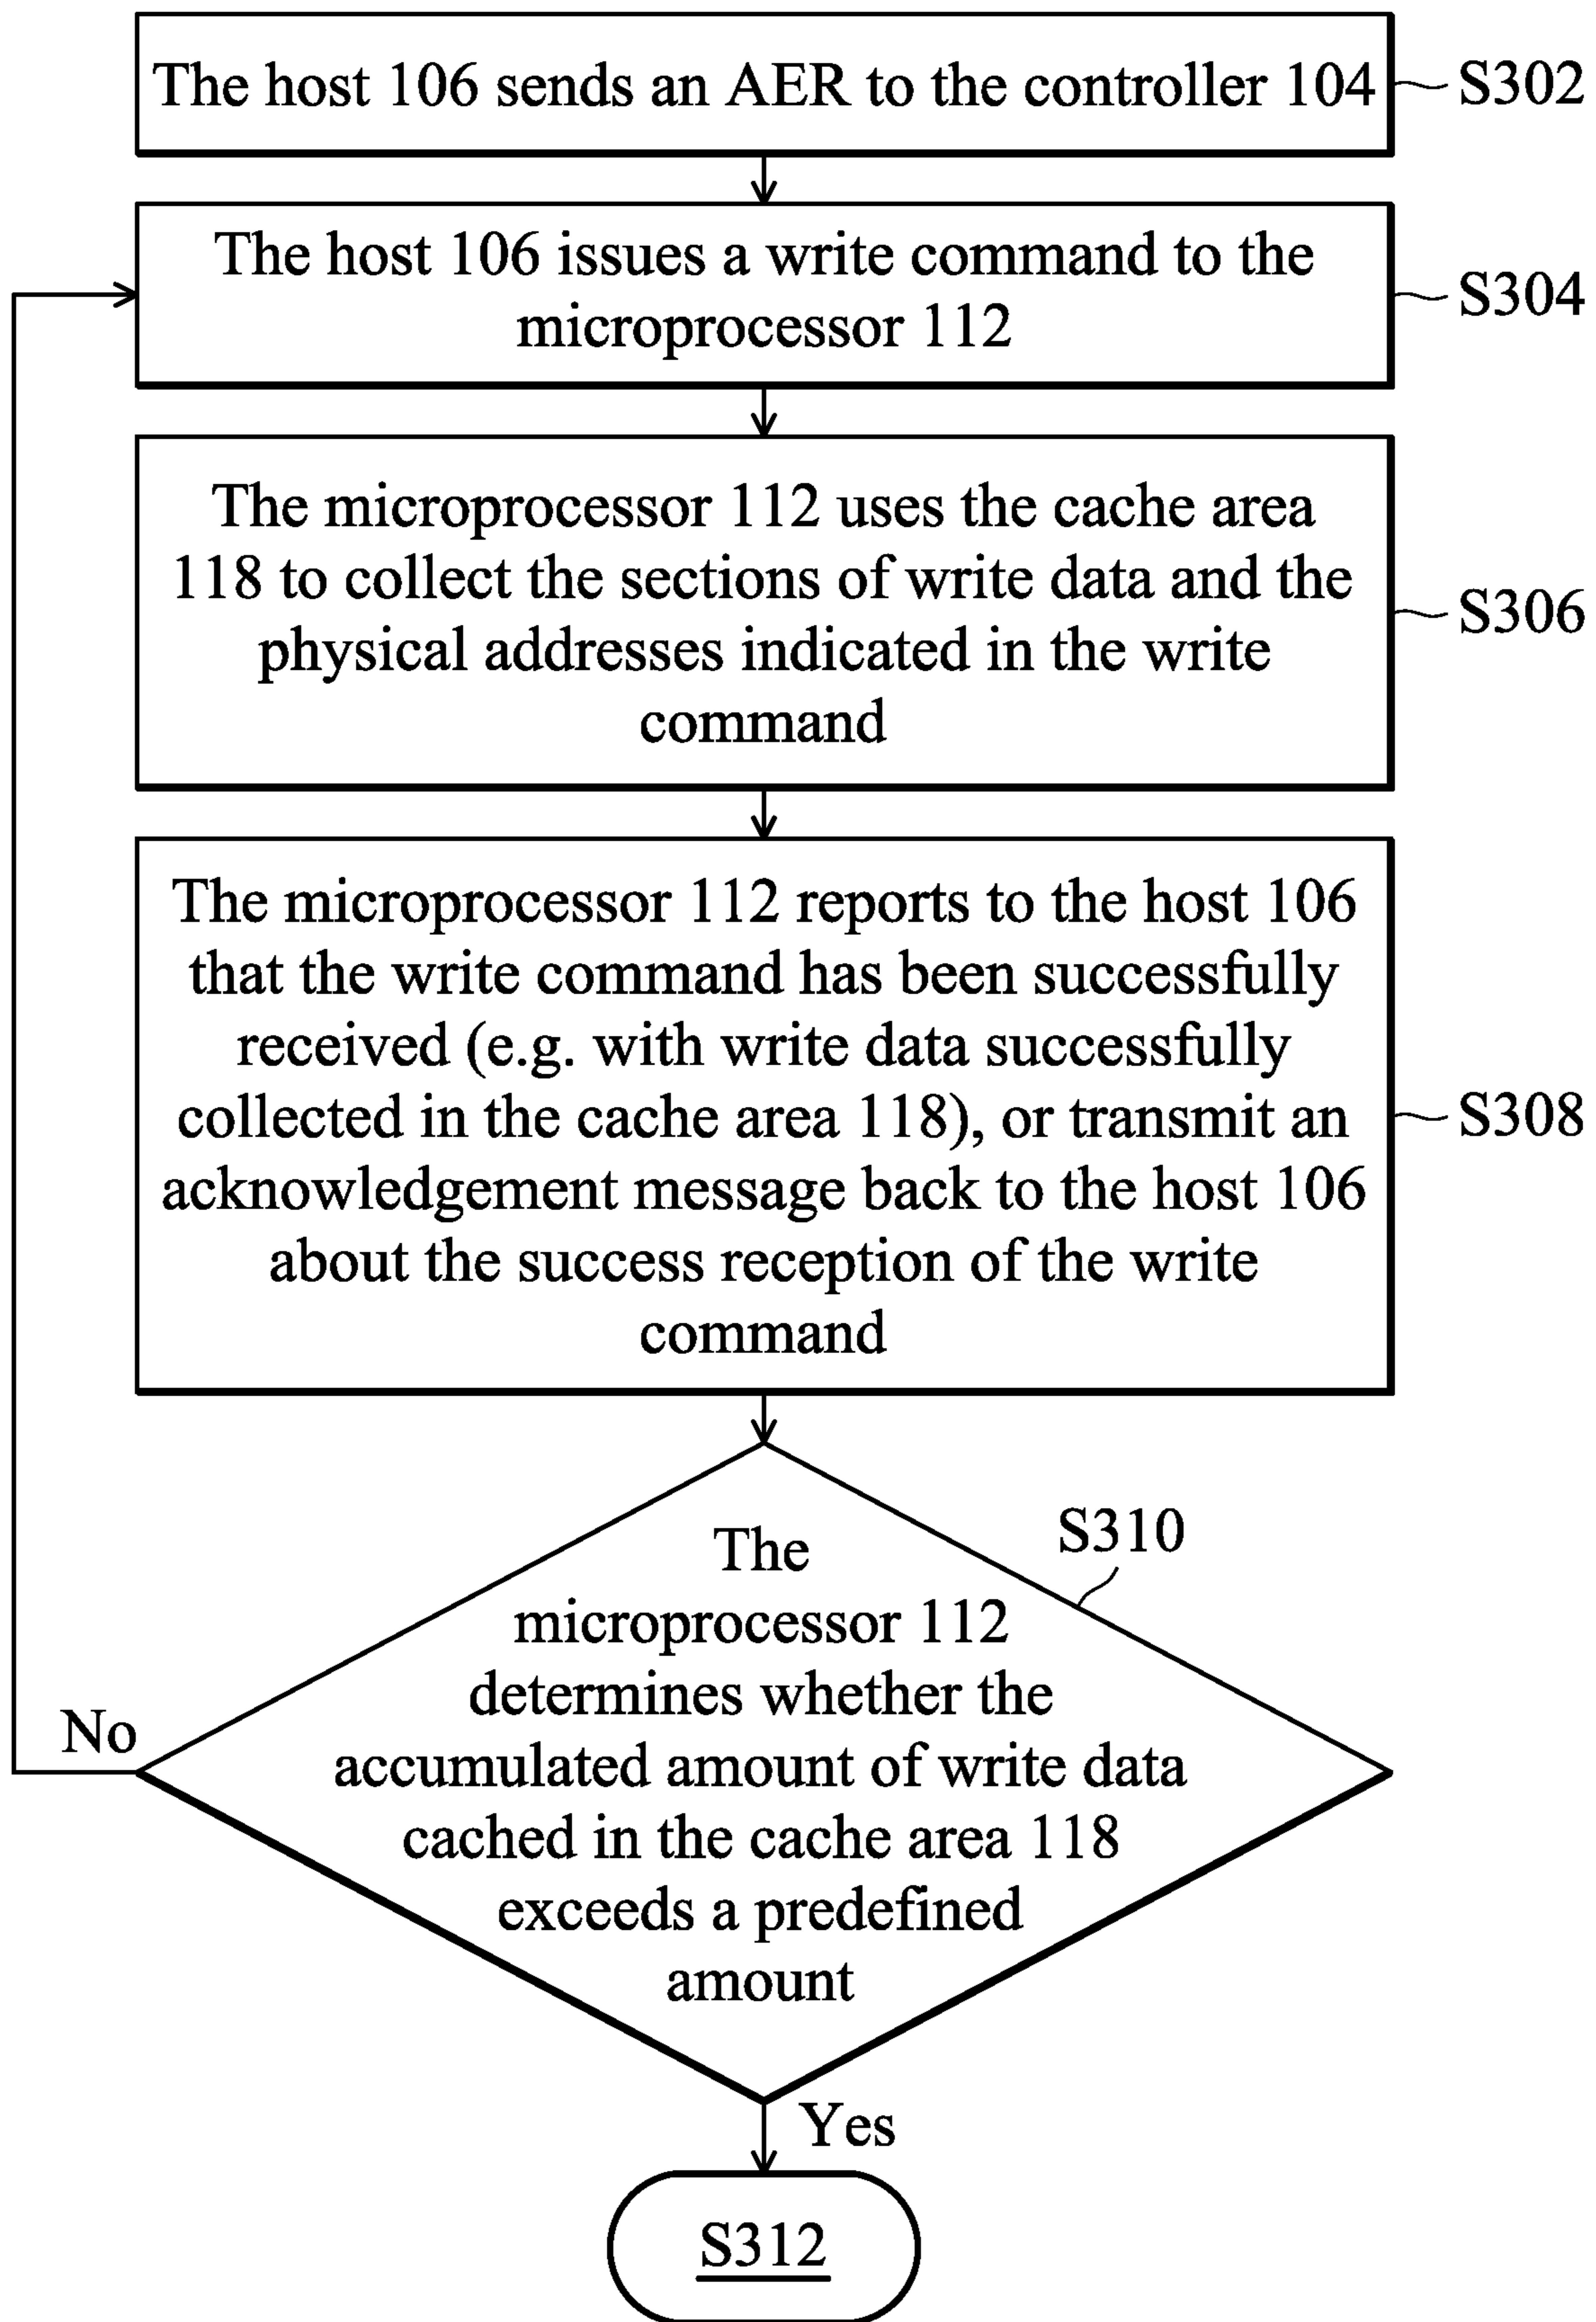 The host 106 sends an AER to the controller 104
S302
The host 106 issues a write command to the
microprocessor 112
S304
The microprocessor 112 uses the cache area
118 to collect the sections of write data and the
physical addresses indicated in the write
command
S306
The microprocessor 112 reports to the host 106
that the write command has been successfully
received (e.g. with write data successfully
collected in the cache area 118), or transmit an
acknowledgement message back to the host 106
about the success reception of the write
command
S308
S310
The
microprocessor 112
determines whether the
accumulated amount of write data
cached in the cache area 118
exceeds a predefined
amount
No
Yes
S312